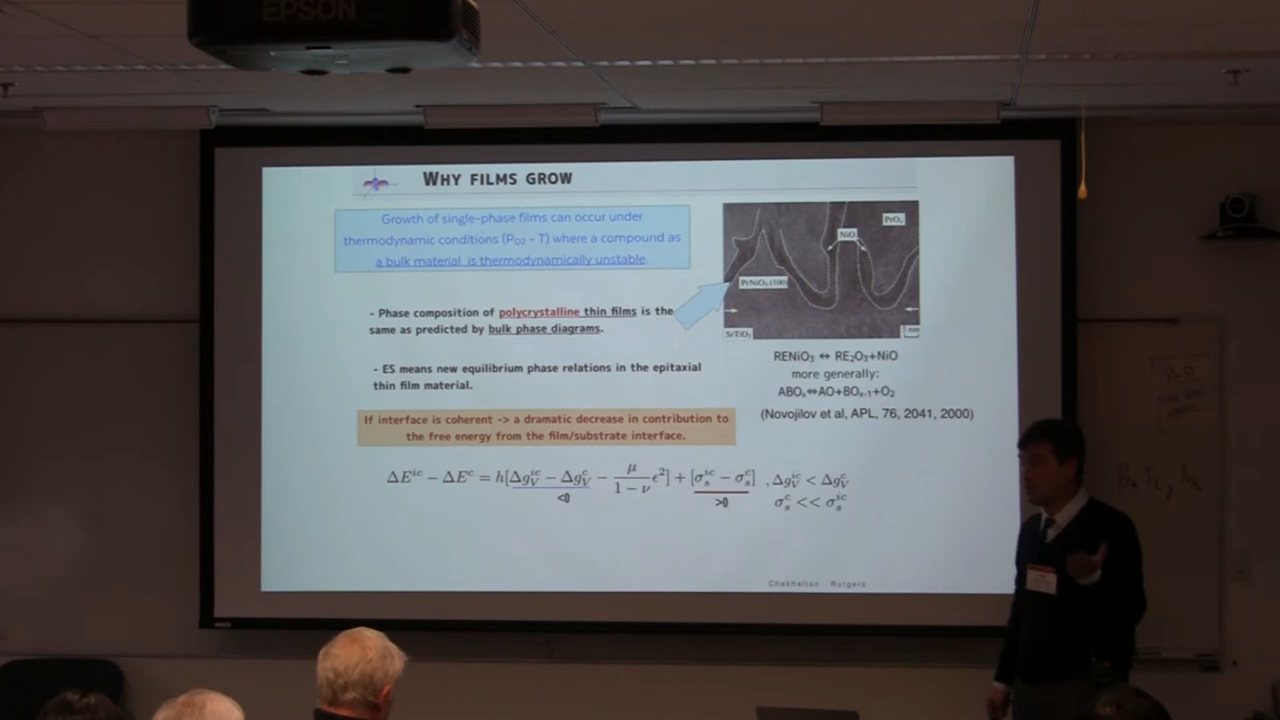 EPSON
WHY FILMS GROW
Growth of single-phase films can occur under
thermodynamic conditions (PO2 - T) where a compound as
a bulk material is thermodynamically unstable.
- Phase composition of polycrystalline thin films is the
same as predicted by bulk phase diagrams.
- ES means new equilibrium phase relations in the epitaxial
thin film material.
If interface is coherent -> a dramatic decrease in contribution to
the free energy from the film/substrate interface.
PrOₓ
NiO
PrNiO₃ (100)
SrTiO₃
5 nm
RENiO₃ ⇔ RE₂O₃+NiO
more generally:
ABOₓ⇔AO+BOₓ₋₁+O₂
(Novojilov et al, APL, 76, 2041, 2000)
ΔE^{ic} − ΔE^{c} = h[Δg_V^{ic} − Δg_V^{c} − μ/(1 − ν) ϵ²] + [σ_s^{ic} − σ_s^{c}] , Δg_V^{ic} < Δg_V^{c}
<0 >0 σ_s^{c} << σ_s^{ic}
Chakhalian Rutgers